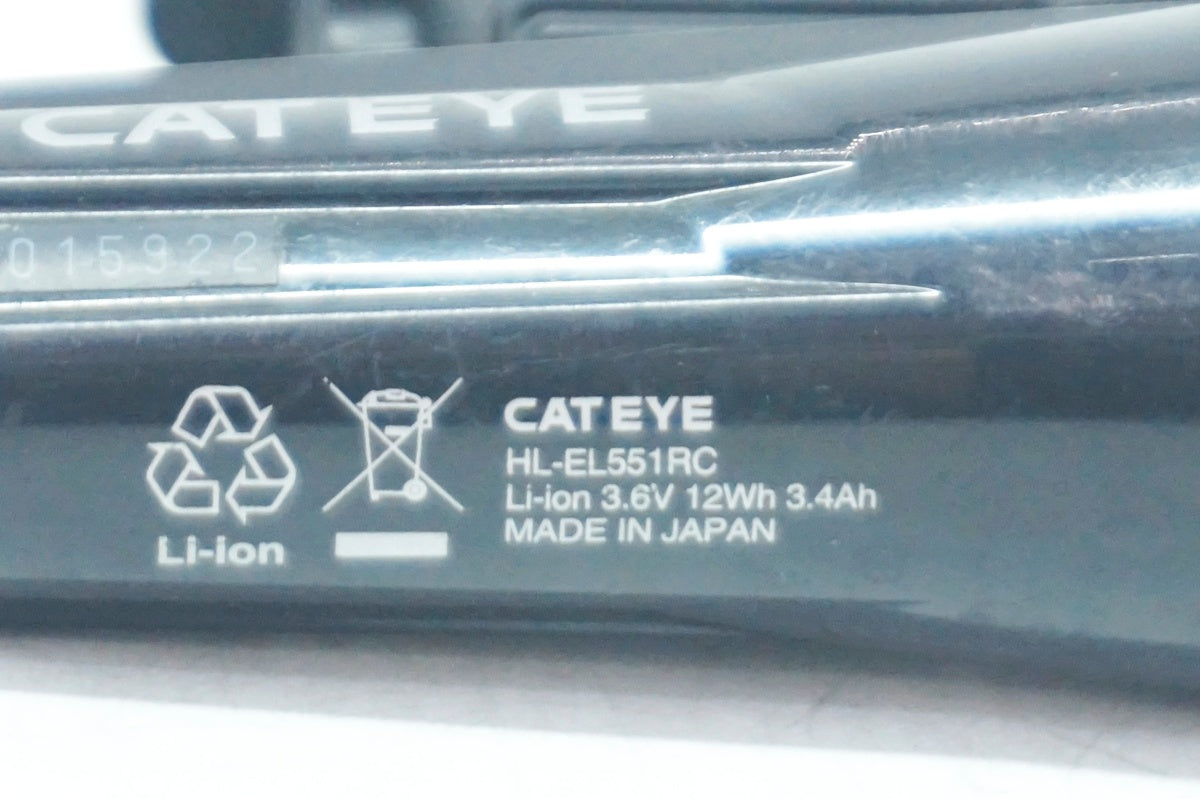 CATEYE
015922
CATEYE
HL-EL551RC
Li-ion 3.6V 12Wh 3.4Ah
MADE IN JAPAN
Li-ion